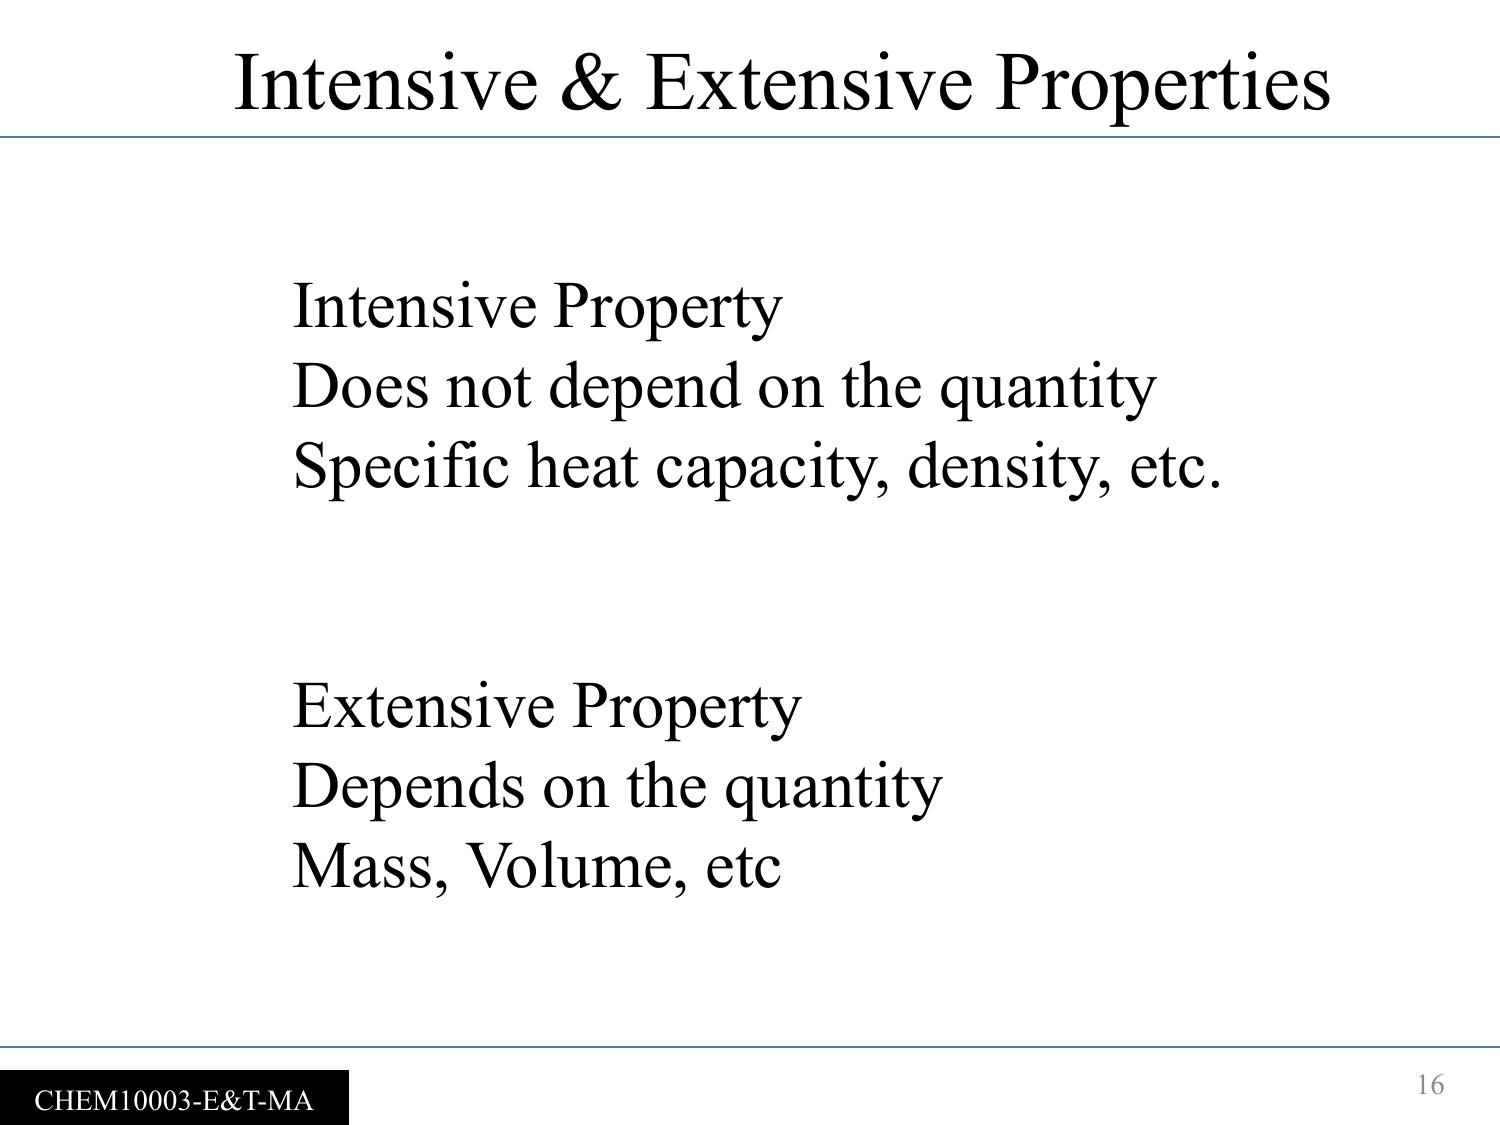 Intensive & Extensive Properties
Intensive Property
Does not depend on the quantity
Specific heat capacity, density, etc.
Extensive Property
Depends on the quantity
Mass, Volume, etc
CHEM10003-E&T-MA
16